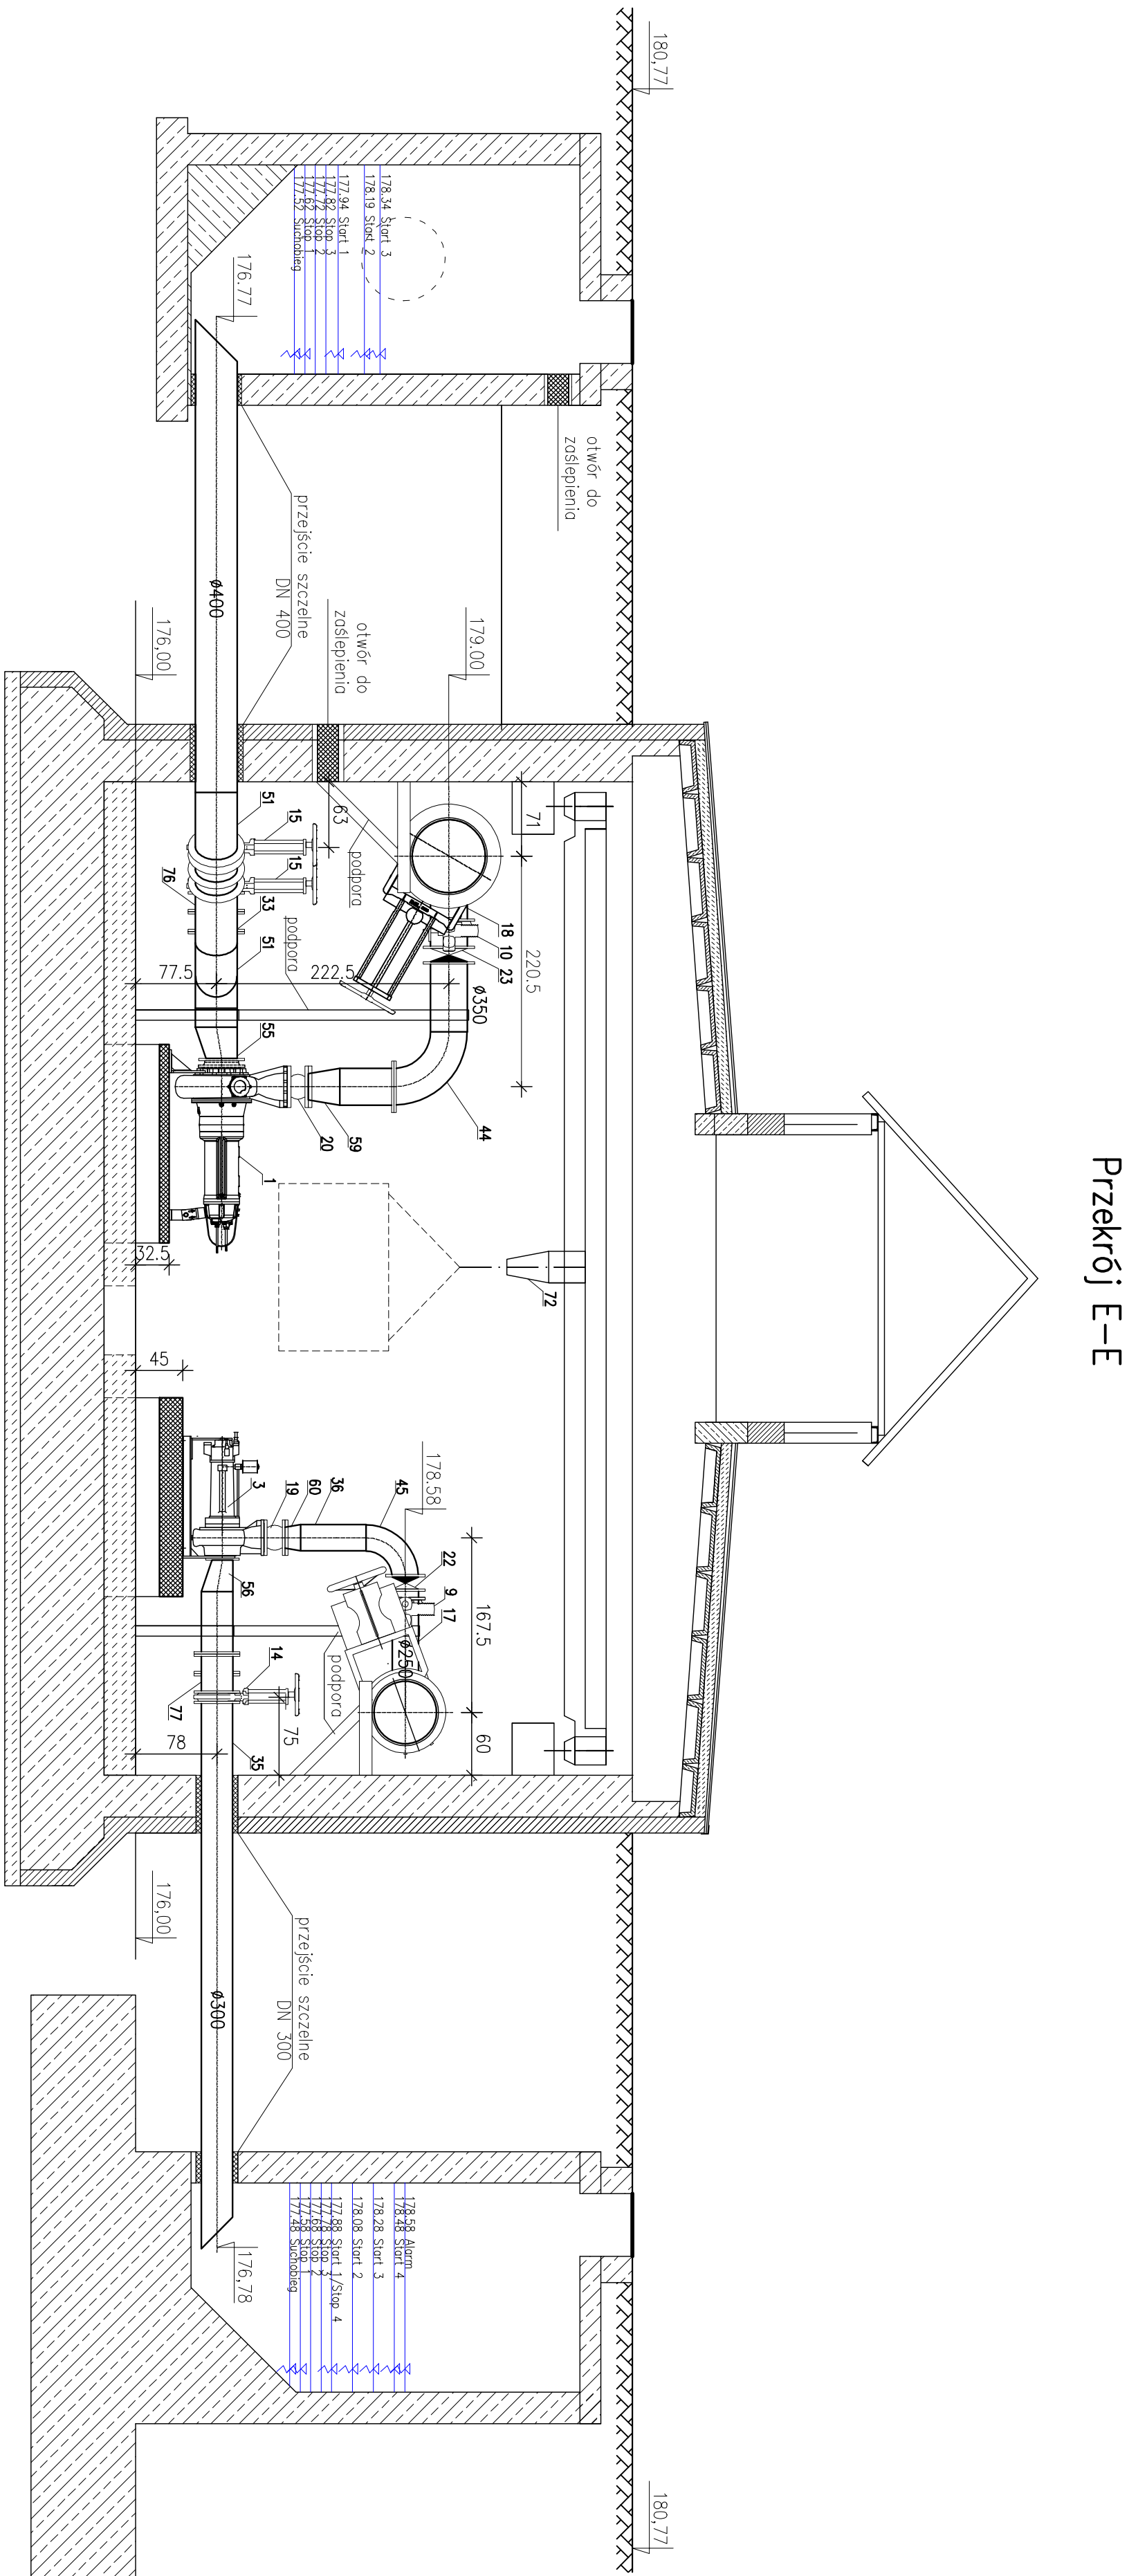 Przekrój E-E
180,77
180,77
178.34 Start 3
178.19 Start 2
177.94 Start 1
177.82 Stop 3
177.72 Stop 2
177.62 Stop 1
177.52 Suchobieg
176.77
otwór do
zaślepienia
przejście szczelne
DN 400
ø400
176,00
otwór do
zaślepienia
179.00
63
71
220.5
51
15
15
76
33
51
podpora
podpora
18
10
23
77.5
222.5
ø350
55
44
59
20
1
32.5
72
45
178.58
3
19
60
36
45
56
22
9
17
167.5
ø250
podpora
14
77
75
60
78
35
176,00
przejście szczelne
DN 300
ø300
176,78
178.58 Alarm
178.48 Start 4
178.28 Start 3
178.08 Start 2
177.88 Start 1/Stop 4
177.78 Stop 3
177.68 Stop 2
177.58 Stop 1
177.48 Suchobieg